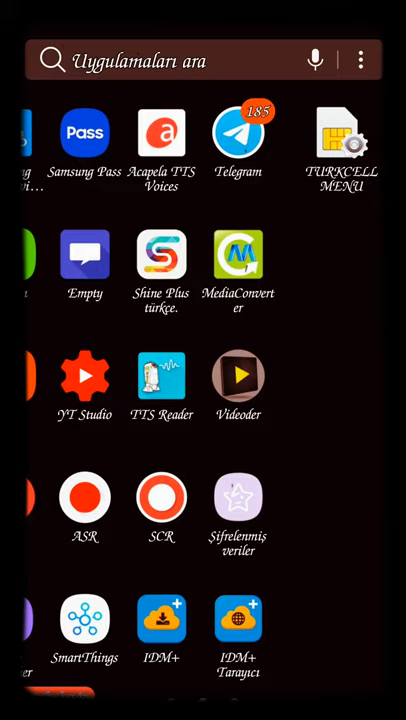 Uygulamaları ara
185
Pass
Samsung Pass
Acapela TTS
Voices
Telegram
TURKCELL
MENU
Empty
Shine Plus
türkçe.
MediaConvert
er
YT Studio
TTS Reader
Videoder
ASR
SCR
Şifrelenmiş
veriler
SmartThings
IDM+
IDM+
Tarayıcı